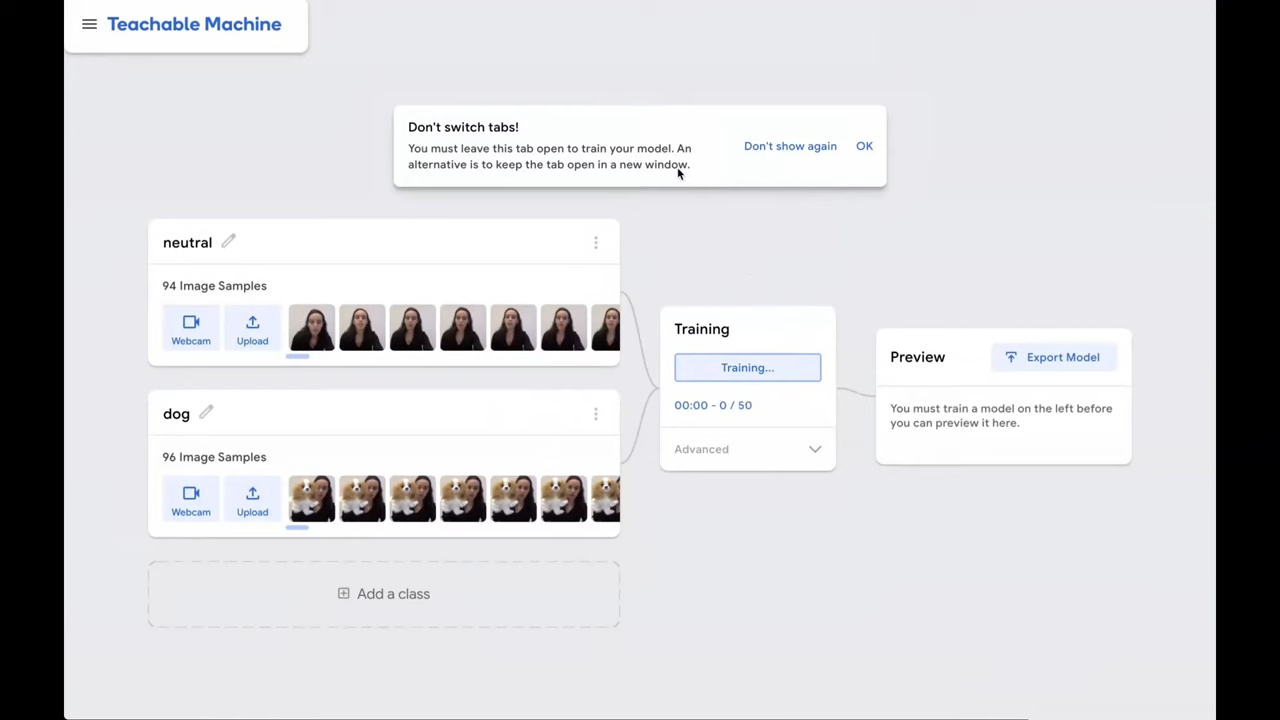 Teachable Machine
Don't switch tabs!
You must leave this tab open to train your model. An
alternative is to keep the tab open in a new window.
Don't show again
OK
neutral
94 Image Samples
Webcam
Upload
dog
96 Image Samples
Webcam
Upload
Add a class
Training
Training...
00:00 - 0 / 50
Advanced
Preview
Export Model
You must train a model on the left before
you can preview it here.